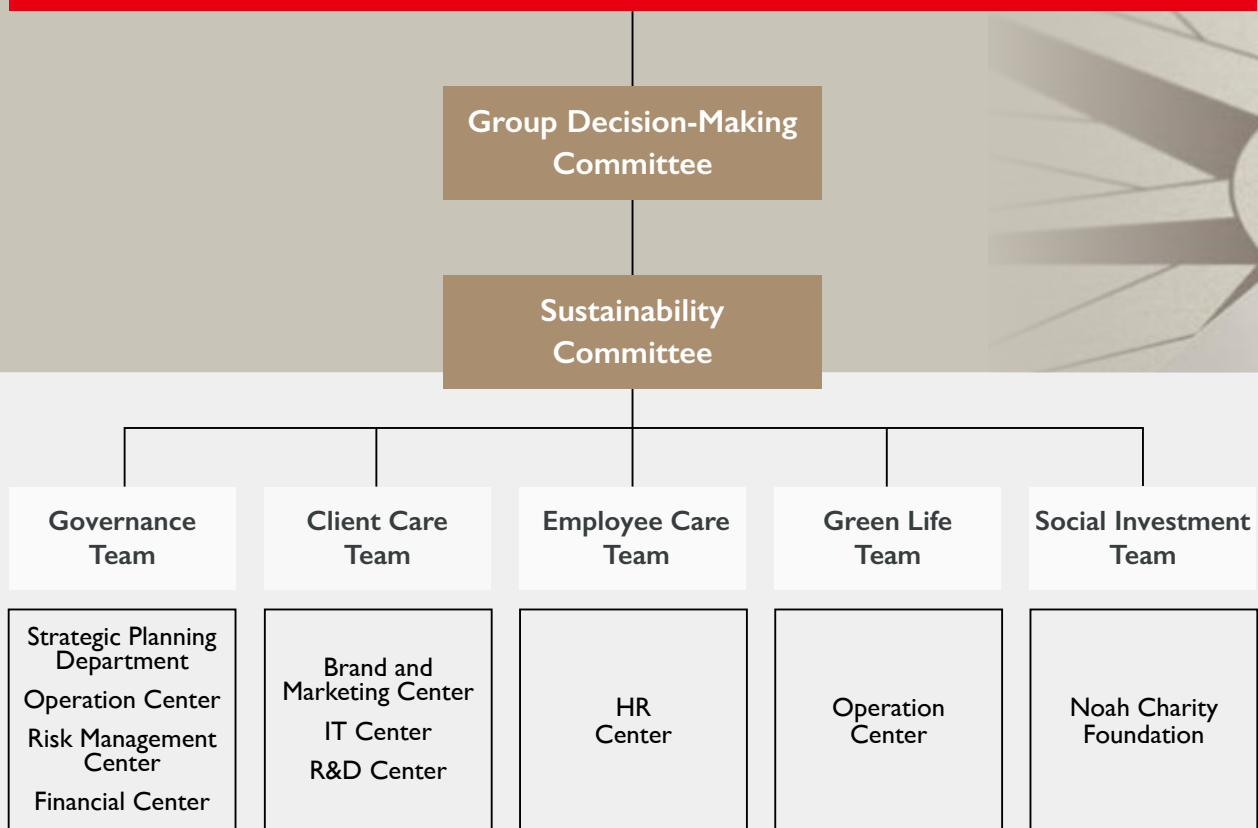 Group Decision-Making
Committee
Sustainability
Committee
Governance
Team
Client Care
Team
Employee Care
Team
Green Life
Team
Social Investment
Team
Strategic Planning
Department
Operation Center
Risk Management
Center
Financial Center
Brand and
Marketing Center
IT Center
R&D Center
HR
Center
Operation
Center
Noah Charity
Foundation